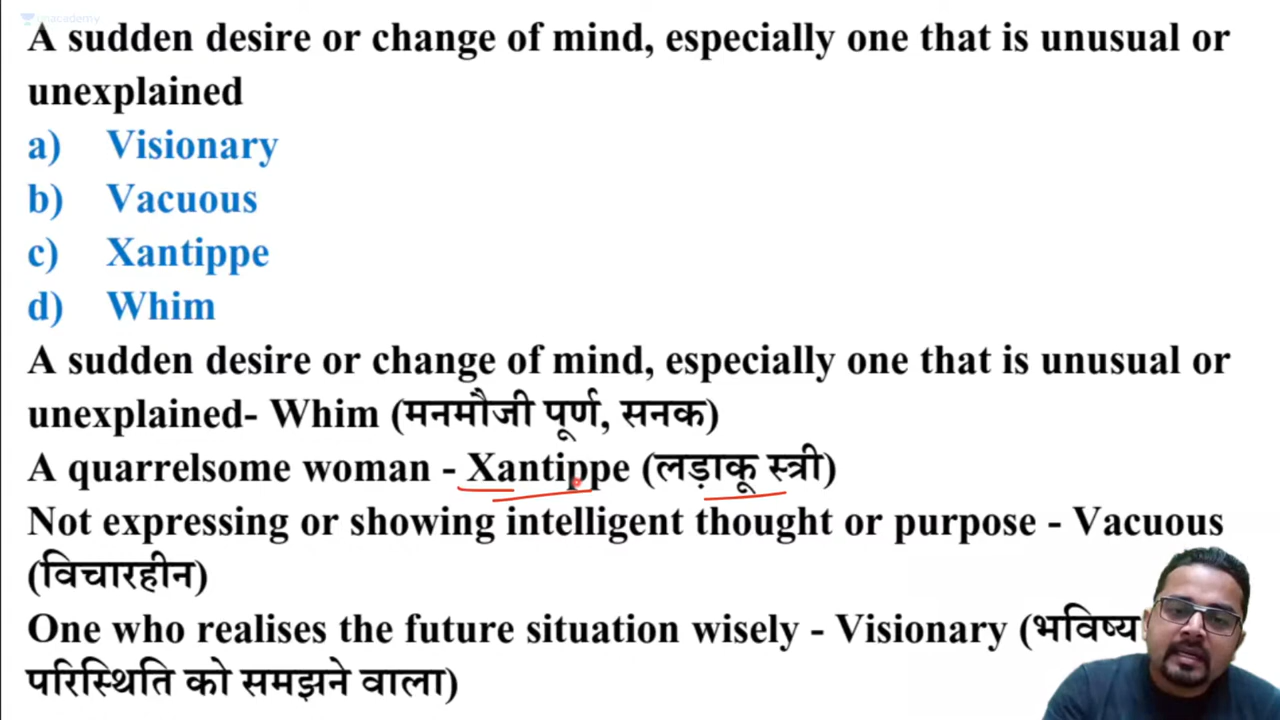 A sudden desire or change of mind, especially one that is unusual or
unexplained
a) Visionary
b) Vacuous
c) Xantippe
d) Whim
A sudden desire or change of mind, especially one that is unusual or
unexplained- Whim (मनमौजी पूर्ण, सनक)
A quarrelsome woman - Xantippe (लड़ाकू स्त्री)
Not expressing or showing intelligent thought or purpose - Vacuous
(विचारहीन)
One who realises the future situation wisely - Visionary (भविष्य
परिस्थिति को समझने वाला)